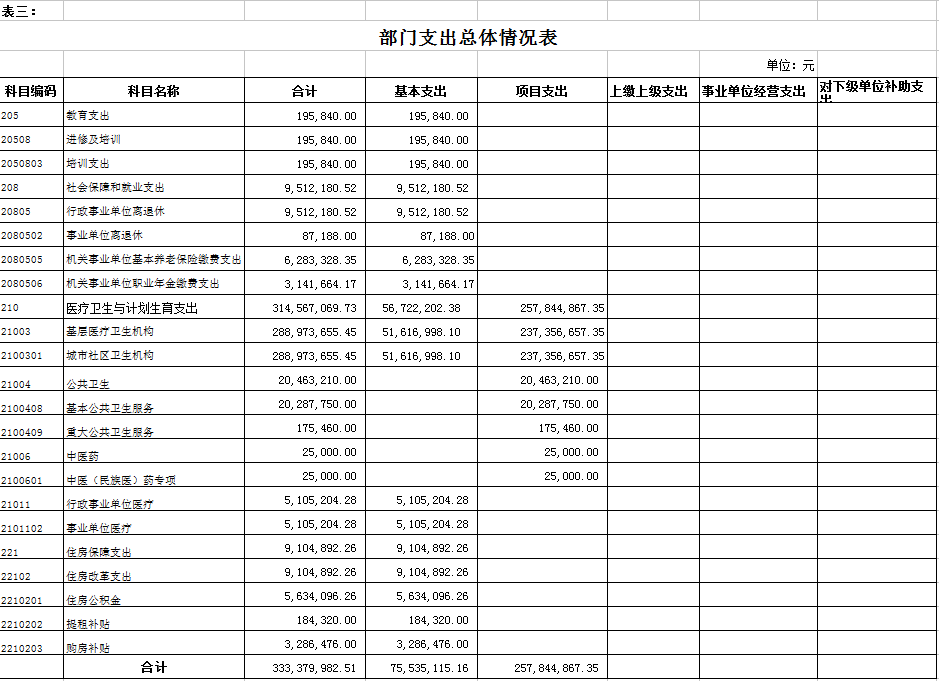 表三：
部门支出总体情况表
单位：元
科目编码 科目名称 合计 基本支出 项目支出 上缴上级支出 事业单位经营支出 对下级单位补助支出
205 教育支出 195,840.00 195,840.00
20508 进修及培训 195,840.00 195,840.00
2050803 培训支出 195,840.00 195,840.00
208 社会保障和就业支出 9,512,180.52 9,512,180.52
20805 行政事业单位离退休 9,512,180.52 9,512,180.52
2080502 事业单位离退休 87,188.00 87,188.00
2080505 机关事业单位基本养老保险缴费支出 6,283,328.35 6,283,328.35
2080506 机关事业单位职业年金缴费支出 3,141,664.17 3,141,664.17
210 医疗卫生与计划生育支出 314,567,069.73 56,722,202.38 257,844,867.35
21003 基层医疗卫生机构 288,973,655.45 51,616,998.10 237,356,657.35
2100301 城市社区卫生机构 288,973,655.45 51,616,998.10 237,356,657.35
21004 公共卫生 20,463,210.00 20,463,210.00
2100408 基本公共卫生服务 20,287,750.00 20,287,750.00
2100409 重大公共卫生服务 175,460.00 175,460.00
21006 中医药 25,000.00 25,000.00
2100601 中医（民族医）药专项 25,000.00 25,000.00
21011 行政事业单位医疗 5,105,204.28 5,105,204.28
2101102 事业单位医疗 5,105,204.28 5,105,204.28
221 住房保障支出 9,104,892.26 9,104,892.26
22102 住房改革支出 9,104,892.26 9,104,892.26
2210201 住房公积金 5,634,096.26 5,634,096.26
2210202 提租补贴 184,320.00 184,320.00
2210203 购房补贴 3,286,476.00 3,286,476.00
合计 333,379,982.51 75,535,115.16 257,844,867.35